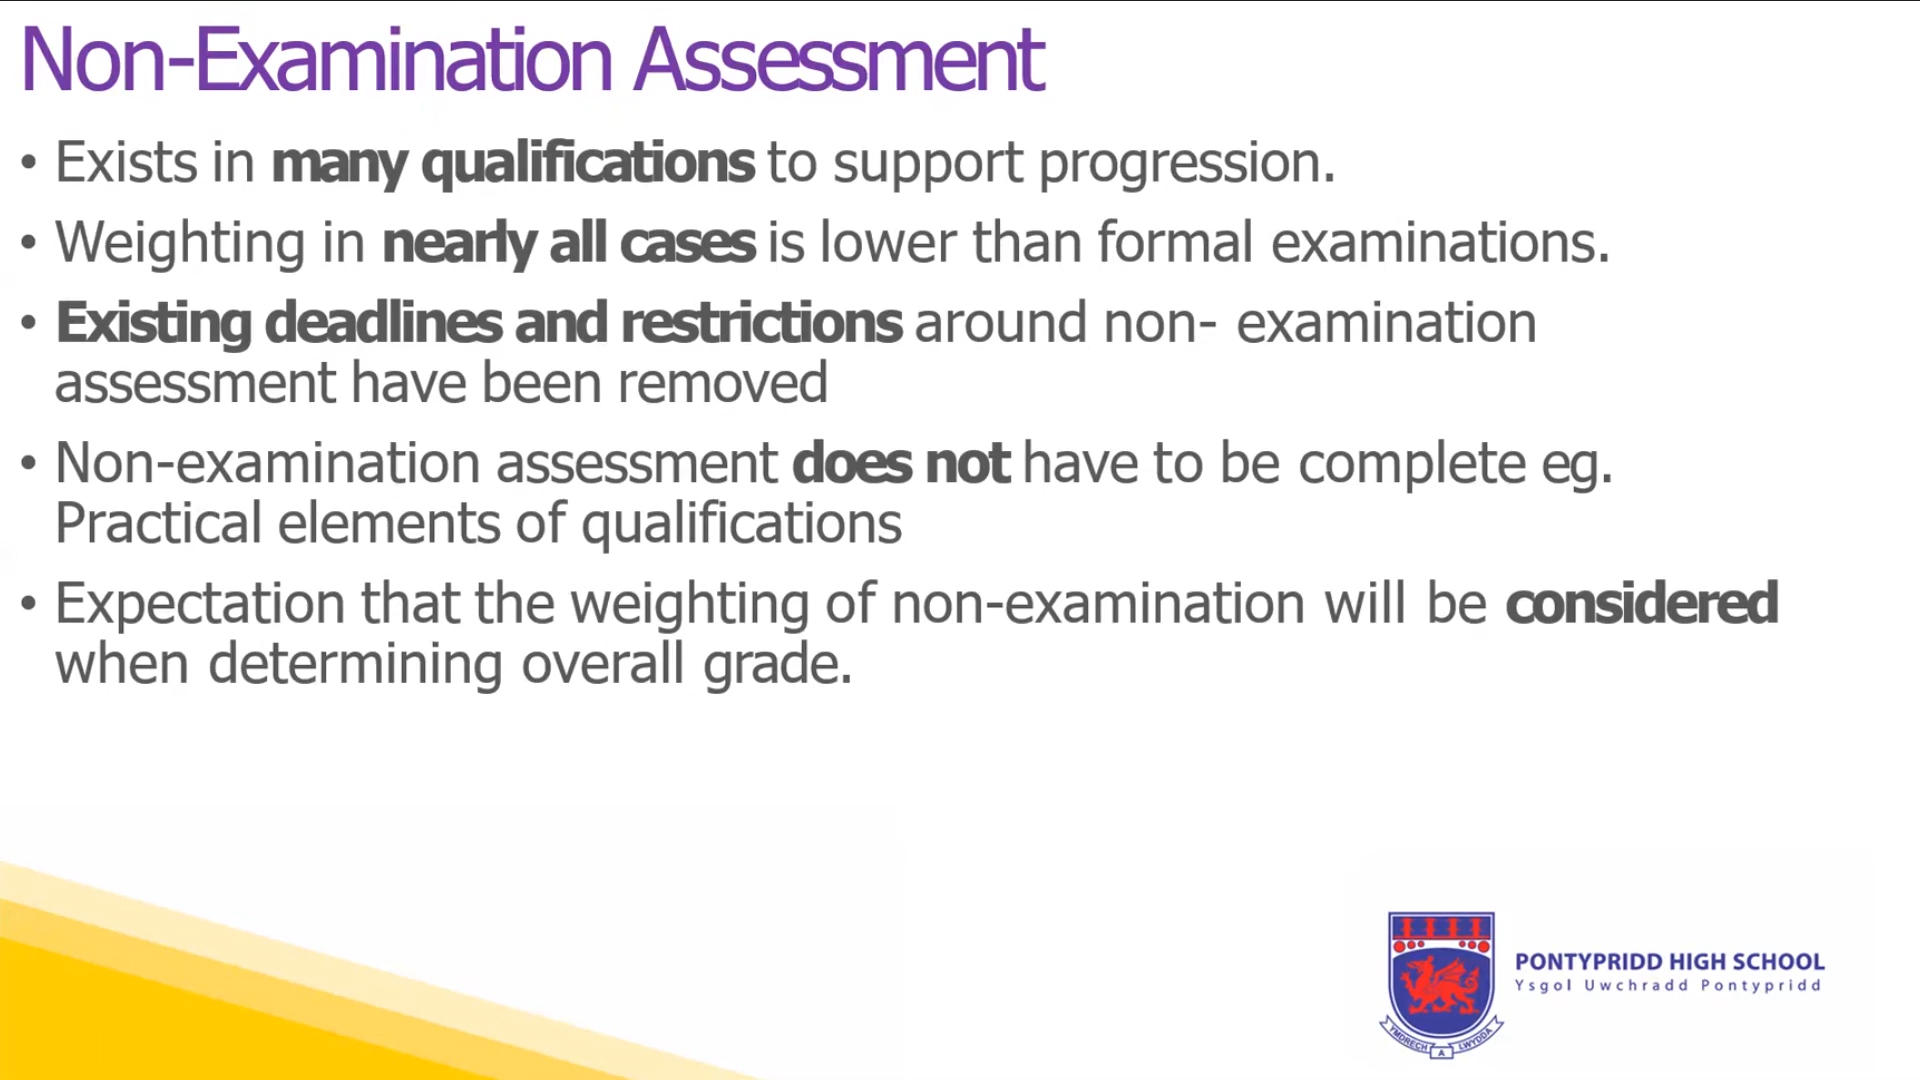 Non-Examination Assessment
• Exists in many qualifications to support progression.
• Weighting in nearly all cases is lower than formal examinations.
• Existing deadlines and restrictions around non- examination
assessment have been removed
• Non-examination assessment does not have to be complete eg.
Practical elements of qualifications
• Expectation that the weighting of non-examination will be considered
when determining overall grade.
PONTYPRIDD HIGH SCHOOL
Ysgol Uwchradd Pontypridd
YMDRECH A LWYDDA